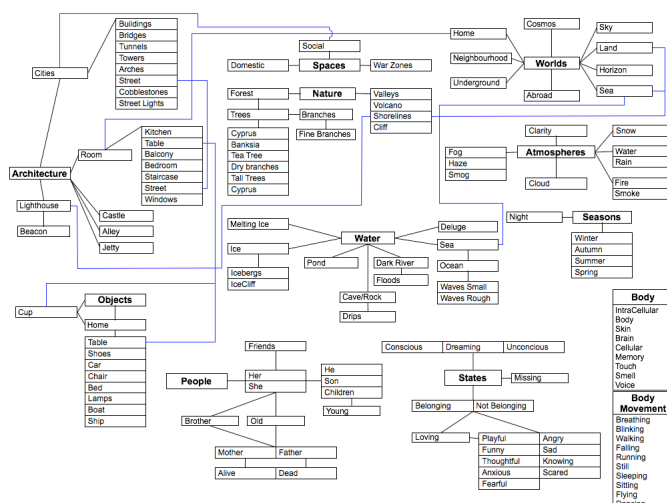 Buildings
Bridges
Tunnels
Towers
Arches
Street
Cobblestones
Street Lights
Cities
Kitchen
Table
Balcony
Bedroom
Staircase
Street
Windows
Room
Architecture
Lighthouse
Beacon
Castle
Alley
Jetty
Social
Domestic
Spaces
War Zones
Forest
Nature
Valleys
Volcano
Shorelines
Cliff
Trees
Branches
Fine Branches
Cyprus
Banksia
Tea Tree
Dry branches
Tall Trees
Cyprus
Home
Cosmos
Sky
Neighbourhood
Worlds
Land
Underground
Horizon
Abroad
Sea
Clarity
Snow
Fog
Haze
Smog
Atmospheres
Water
Rain
Cloud
Fire
Smoke
Night
Seasons
Winter
Autumn
Summer
Spring
Melting Ice
Water
Deluge
Ice
Sea
Icebergs
IceCliff
Pond
Dark River
Floods
Ocean
Waves Small
Waves Rough
Cave/Rock
Drips
Cup
Objects
Home
Table
Shoes
Car
Chair
Bed
Lamps
Boat
Ship
Friends
People
Her
She
He
Son
Children
Young
Brother
Old
Mother
Father
Alive
Dead
Conscious
Dreaming
Unconcious
States
Missing
Belonging
Not Belonging
Loving
Playful
Angry
Funny
Sad
Thoughtful
Knowing
Anxious
Scared
Fearful
Body
IntraCellular
Body
Skin
Brain
Cellular
Memory
Touch
Smell
Voice
Body
Movement
Breathing
Blinking
Walking
Falling
Running
Still
Sleeping
Sitting
Flying